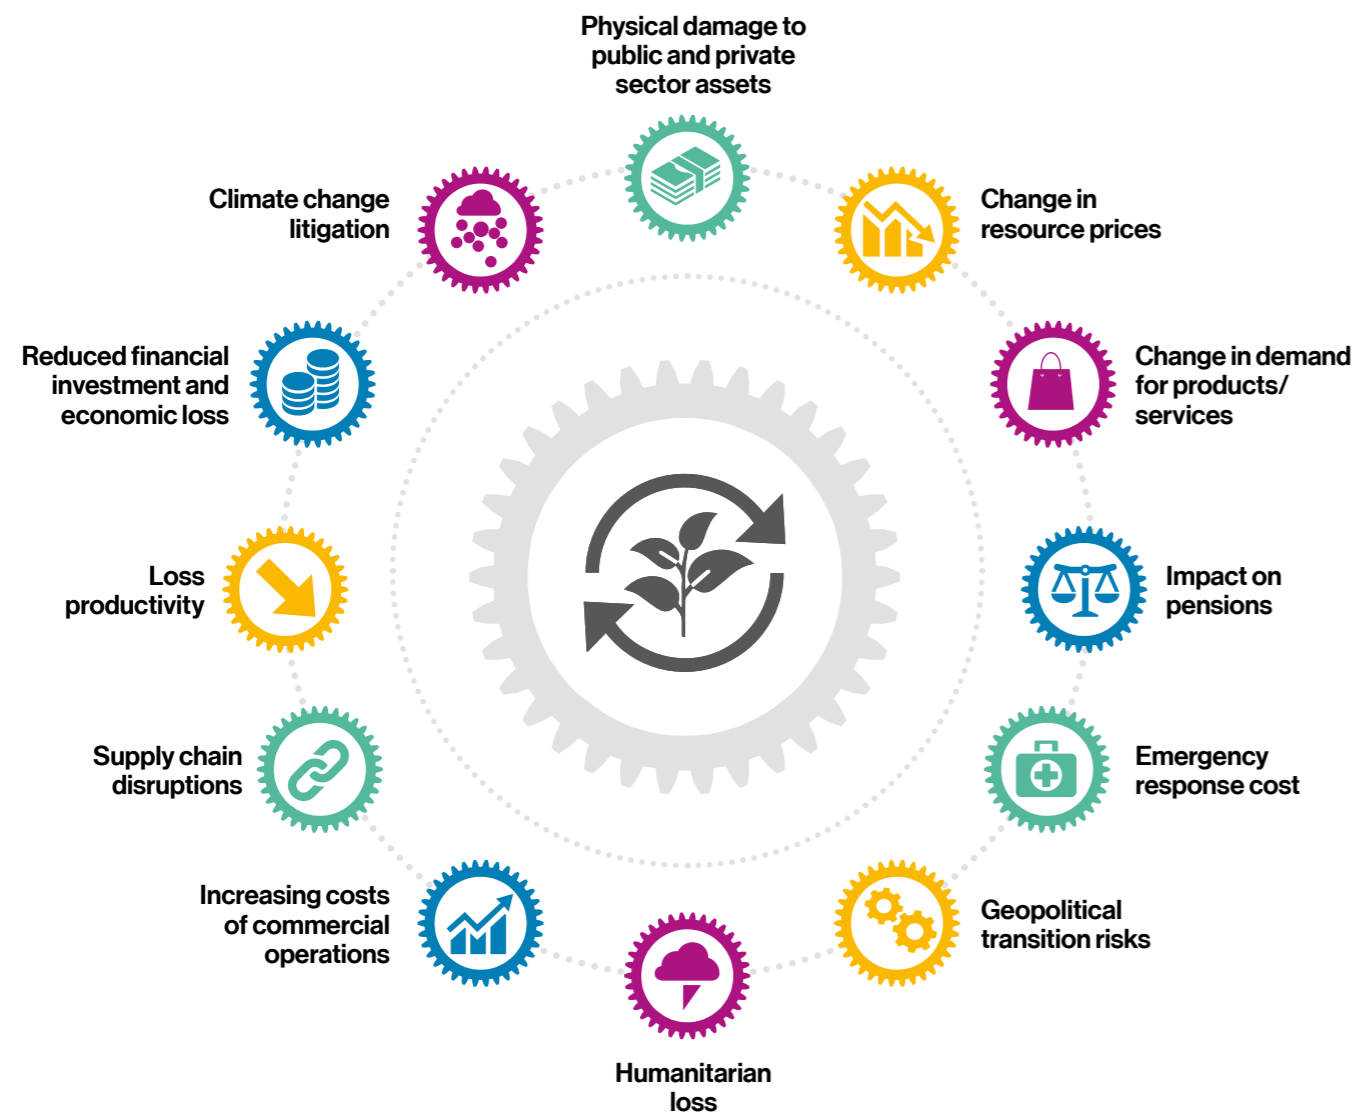 Physical damage to
public and private
sector assets
Change in
resource prices
Change in demand
for products/
services
Impact on
pensions
Emergency
response cost
Geopolitical
transition risks
Humanitarian
loss
Increasing costs
of commercial
operations
Supply chain
disruptions
Loss
productivity
Reduced financial
investment and
economic loss
Climate change
litigation